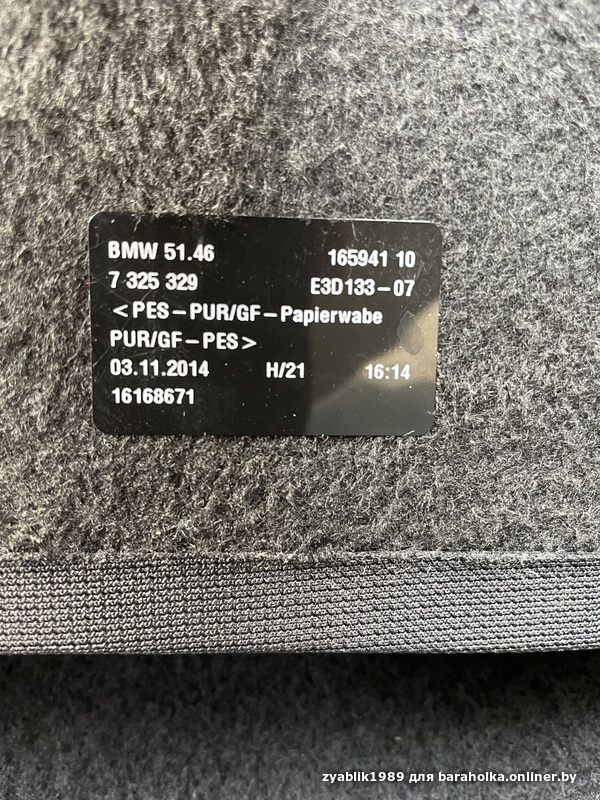 BMW 51.46 165941 10
7 325 329 E3D133-07
<PES-PUR/GF-Papierwabe
PUR/GF-PES>
03.11.2014 H/21 16:14
16168671
zyablik1989 для baraholka.onliner.by